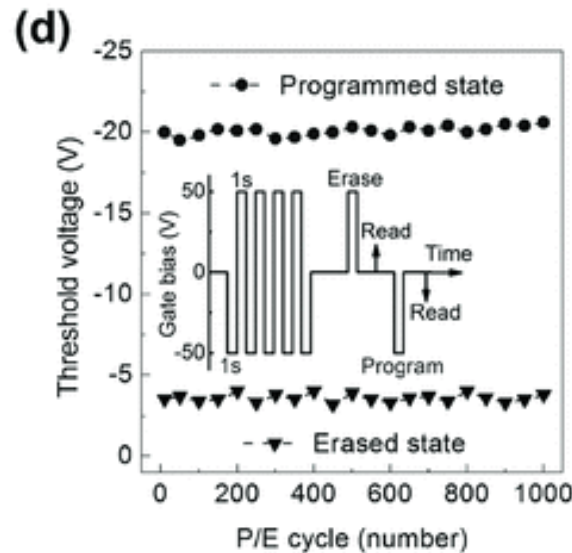 (d)
-25
-20
-15
-10
-5
0
Threshold voltage (V)
Programmed state
50
0
-50
Gate bias (V)
1s
1s
Erase
Read
Time
Read
Program
Erased state
0
200
400
600
800
1000
P/E cycle (number)